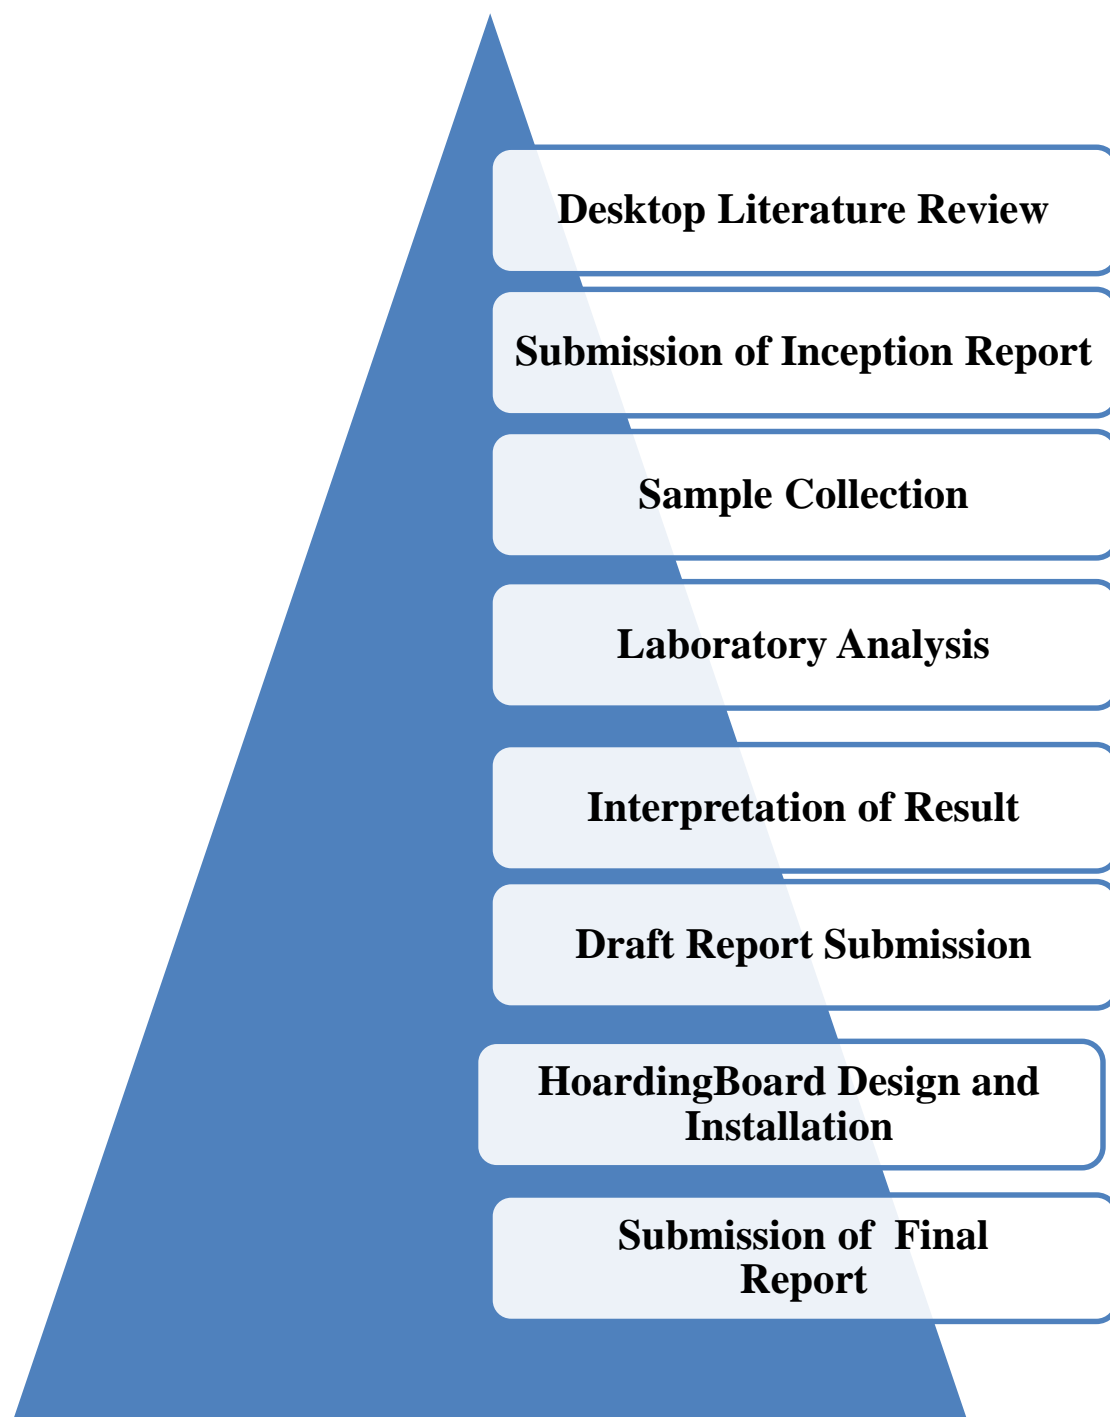 Desktop Literature Review
Submission of Inception Report
Sample Collection
Laboratory Analysis
Interpretation of Result
Draft Report Submission
HoardingBoard Design and
Installation
Submission of  Final
Report